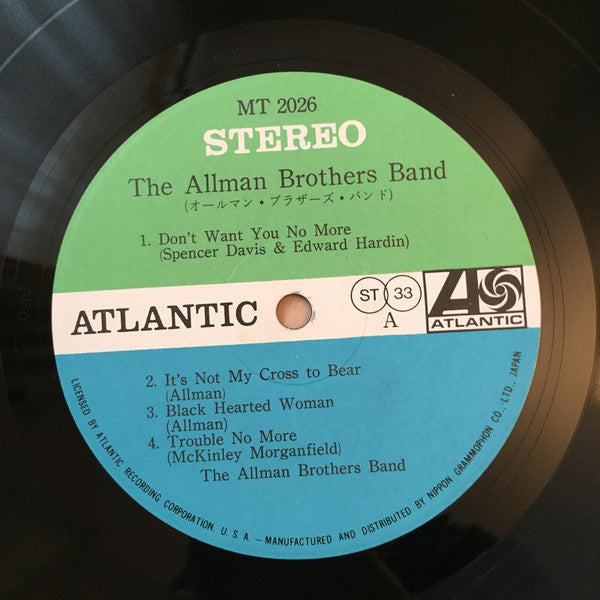 MT 2026
STEREO
The Allman Brothers Band
(オールマン・ブラザーズ・バンド)
1. Don't Want You No More
(Spencer Davis & Edward Hardin)
ATLANTIC
ST 33
A
ATLANTIC
2. It's Not My Cross to Bear
(Allman)
3. Black Hearted Woman
(Allman)
4. Trouble No More
(McKinley Morganfield)
The Allman Brothers Band
LICENSED BY ATLANTIC RECORDING CORPORATION. U. S. A. —MANUFACTURED AND DISTRIBUTED BY NIPPON GRAMMOPHON CO., LTD., JAPAN